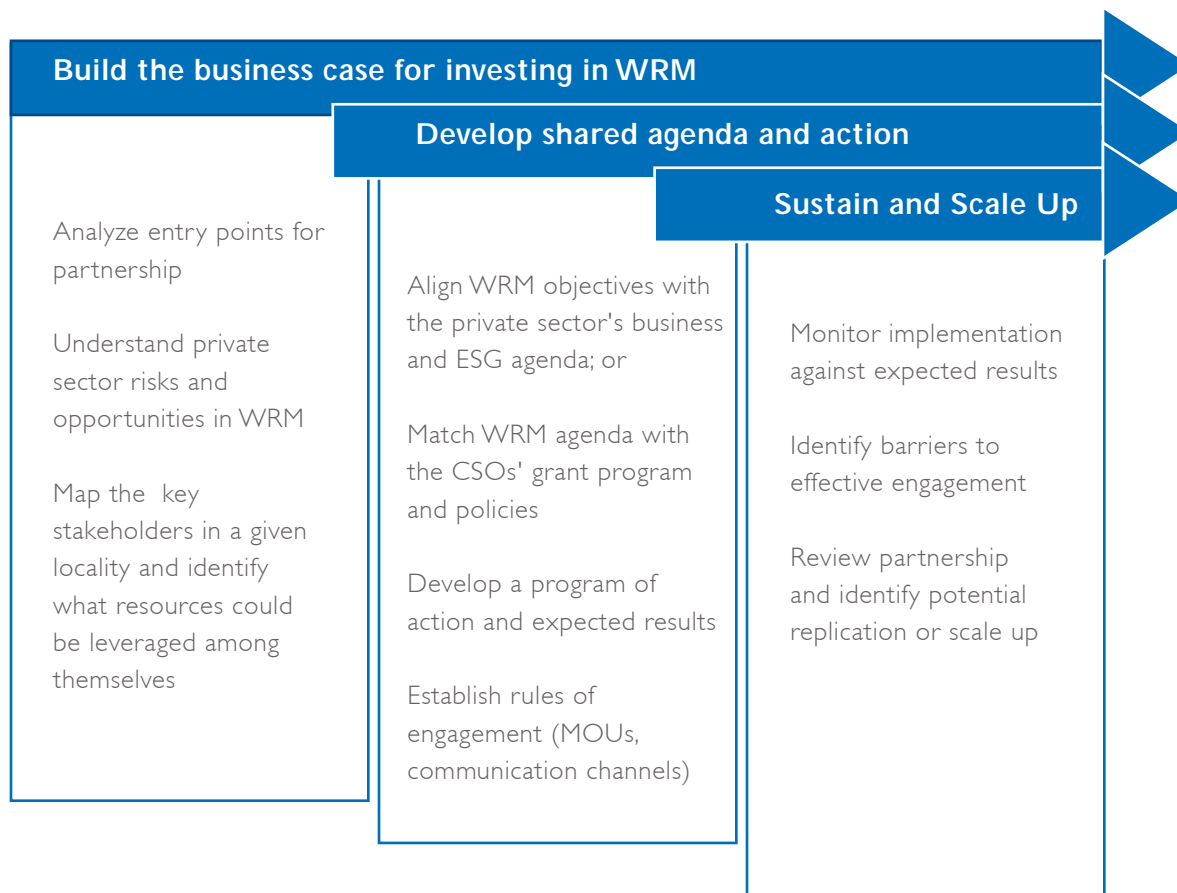 Build the business case for investing in WRM
Develop shared agenda and action
Sustain and Scale Up
Analyze entry points for
partnership
Understand private
sector risks and
opportunities in WRM
Map the key
stakeholders in a given
locality and identify
what resources could
be leveraged among
themselves
Align WRM objectives with
the private sector's business
and ESG agenda; or
Match WRM agenda with
the CSOs' grant program
and policies
Develop a program of
action and expected results
Establish rules of
engagement (MOUs,
communication channels)
Monitor implementation
against expected results
Identify barriers to
effective engagement
Review partnership
and identify potential
replication or scale up